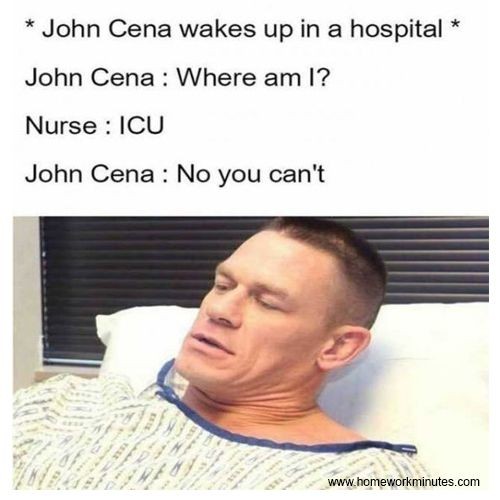 * John Cena wakes up in a hospital *
John Cena : Where am I?
Nurse : ICU
John Cena : No you can't
www.homeworkminutes.com